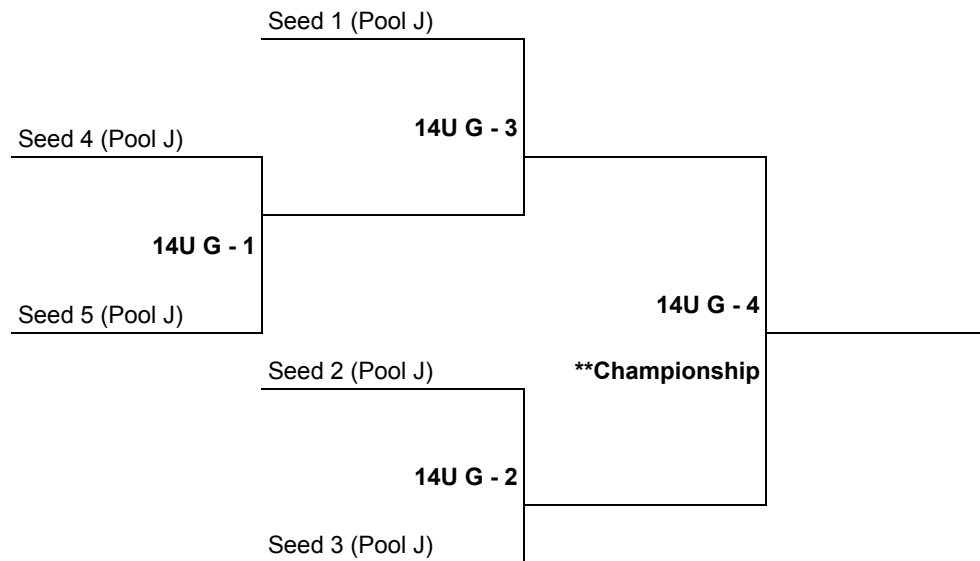 Seed 1 (Pool J)
14U G - 3
Seed 4 (Pool J)
14U G - 1
Seed 5 (Pool J)
14U G - 4
Seed 2 (Pool J)
**Championship
14U G - 2
Seed 3 (Pool J)